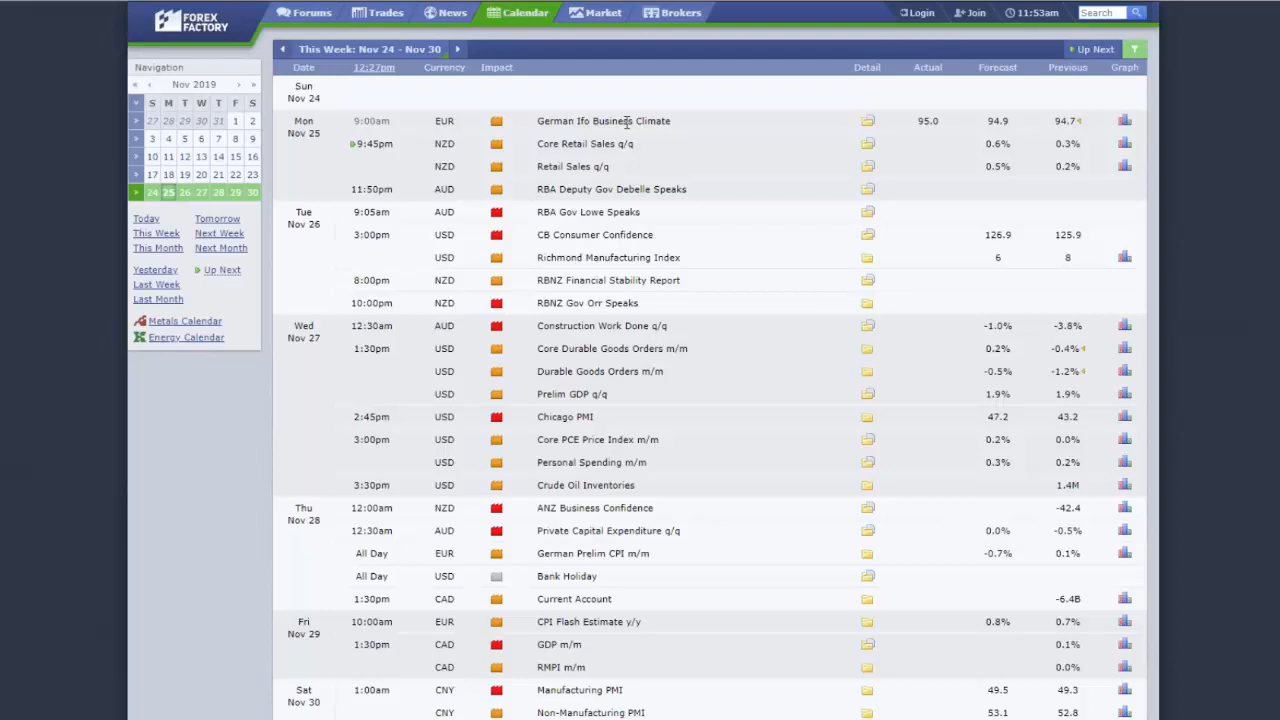 FOREX FACTORY
Forums Trades News Calendar Market Brokers Login Join 11:53am Search
This Week: Nov 24 - Nov 30 Up Next
Date 12:27pm Currency Impact Detail Actual Forecast Previous Graph
Navigation
« ‹ Nov 2019 › »
S M T W T F S
27 28 29 30 31 1 2
3 4 5 6 7 8 9
10 11 12 13 14 15 16
17 18 19 20 21 22 23
24 25 26 27 28 29 30
Today Tomorrow
This Week Next Week
This Month Next Month
Yesterday Up Next
Last Week
Last Month
Metals Calendar
Energy Calendar
Sun
Nov 24
Mon 9:00am EUR German Ifo Business Climate 95.0 94.9 94.7
Nov 25
9:45pm NZD Core Retail Sales q/q 0.6% 0.3%
NZD Retail Sales q/q 0.5% 0.2%
11:50pm AUD RBA Deputy Gov Debelle Speaks
Tue 9:05am AUD RBA Gov Lowe Speaks
Nov 26
3:00pm USD CB Consumer Confidence 126.9 125.9
USD Richmond Manufacturing Index 6 8
8:00pm NZD RBNZ Financial Stability Report
10:00pm NZD RBNZ Gov Orr Speaks
Wed 12:30am AUD Construction Work Done q/q -1.0% -3.8%
Nov 27
1:30pm USD Core Durable Goods Orders m/m 0.2% -0.4%
USD Durable Goods Orders m/m -0.5% -1.2%
USD Prelim GDP q/q 1.9% 1.9%
2:45pm USD Chicago PMI 47.2 43.2
3:00pm USD Core PCE Price Index m/m 0.2% 0.0%
USD Personal Spending m/m 0.3% 0.2%
3:30pm USD Crude Oil Inventories 1.4M
Thu 12:00am NZD ANZ Business Confidence -42.4
Nov 28
12:30am AUD Private Capital Expenditure q/q 0.0% -0.5%
All Day EUR German Prelim CPI m/m -0.7% 0.1%
All Day USD Bank Holiday
1:30pm CAD Current Account -6.4B
Fri 10:00am EUR CPI Flash Estimate y/y 0.8% 0.7%
Nov 29
1:30pm CAD GDP m/m 0.1%
CAD RMPI m/m 0.0%
Sat 1:00am CNY Manufacturing PMI 49.5 49.3
Nov 30
CNY Non-Manufacturing PMI 53.1 52.8